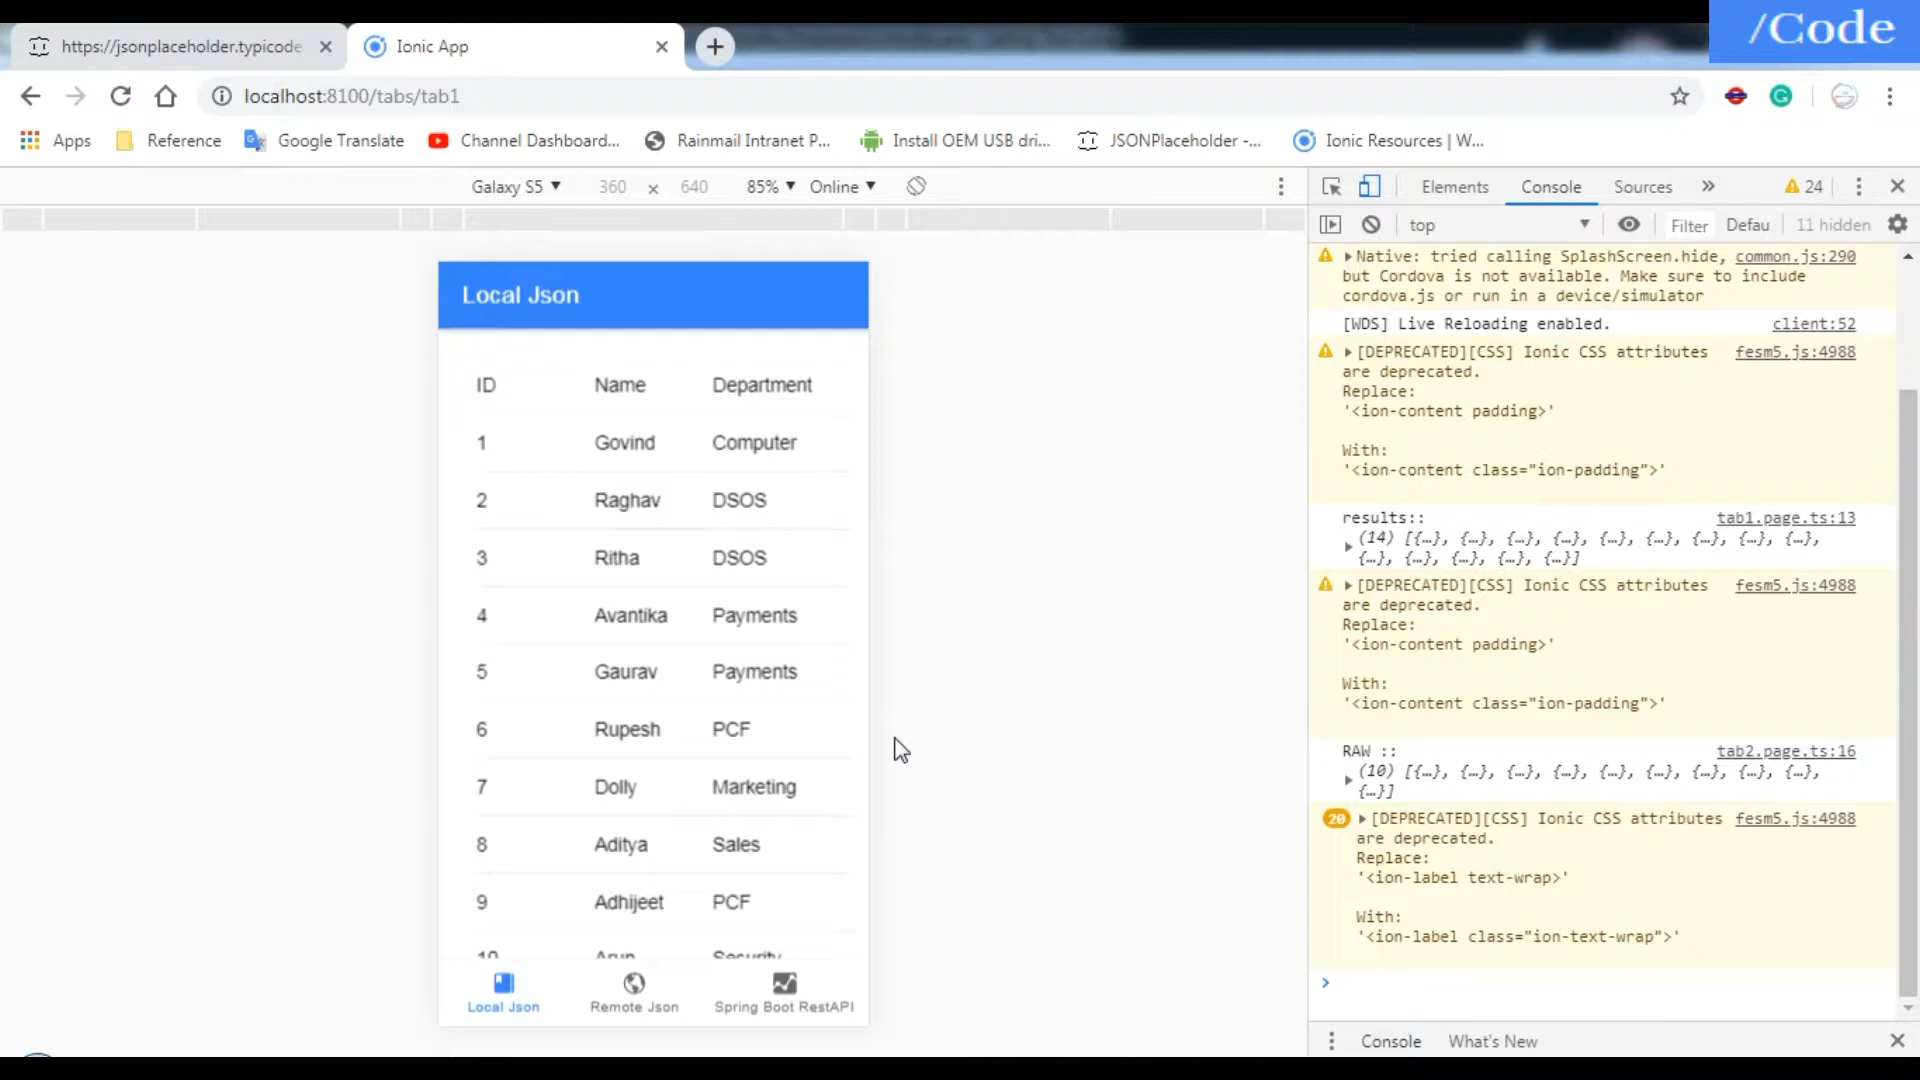 /Code
https://jsonplaceholder.typicode
Ionic App
localhost:8100/tabs/tab1
Apps
Reference
Google Translate
Channel Dashboard...
Rainmail Intranet P...
Install OEM USB dri...
JSONPlaceholder -...
Ionic Resources | W...
Galaxy S5 ▼ 360 × 640 85% ▼ Online ▼
Elements Console Sources » 24
top ▼ Filter Defau 11 hidden
Local Json
ID Name Department
1 Govind Computer
2 Raghav DSOS
3 Ritha DSOS
4 Avantika Payments
5 Gaurav Payments
6 Rupesh PCF
7 Dolly Marketing
8 Aditya Sales
9 Adhijeet PCF
10 Arun Security
Local Json
Remote Json
Spring Boot RestAPI
Native: tried calling SplashScreen.hide, common.js:290
but Cordova is not available. Make sure to include
cordova.js or run in a device/simulator
[WDS] Live Reloading enabled. client:52
[DEPRECATED][CSS] Ionic CSS attributes fesm5.js:4988
are deprecated.
Replace:
'<ion-content padding>'
With:
'<ion-content class="ion-padding">'
results:: tab1.page.ts:13
(14) [{…}, {…}, {…}, {…}, {…}, {…}, {…}, {…}, {…},
{…}, {…}, {…}, {…}, {…}]
[DEPRECATED][CSS] Ionic CSS attributes fesm5.js:4988
are deprecated.
Replace:
'<ion-content padding>'
With:
'<ion-content class="ion-padding">'
RAW :: tab2.page.ts:16
(10) [{…}, {…}, {…}, {…}, {…}, {…}, {…}, {…}, {…},
{…}]
20 [DEPRECATED][CSS] Ionic CSS attributes fesm5.js:4988
are deprecated.
Replace:
'<ion-label text-wrap>'
With:
'<ion-label class="ion-text-wrap">'
Console What's New